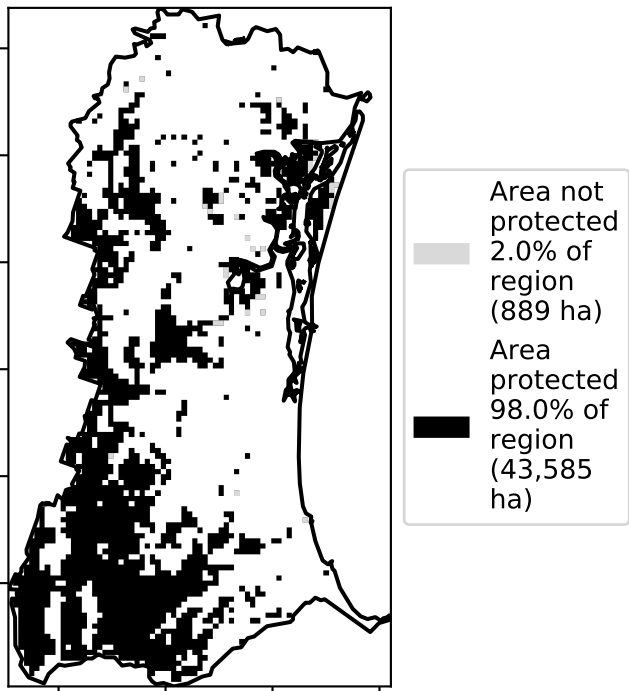 Area not
protected
2.0% of
region
(889 ha)
Area
protected
98.0% of
region
(43,585
ha)